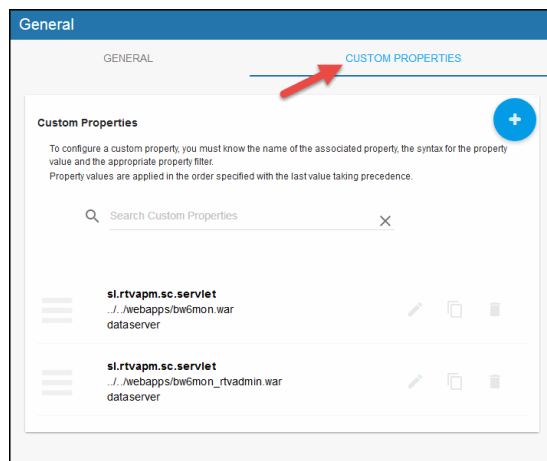 General
GENERAL
CUSTOM PROPERTIES
Custom Properties
To configure a custom property, you must know the name of the associated property, the syntax for the property
value and the appropriate property filter.
Property values are applied in the order specified with the last value taking precedence.
Search Custom Properties
sl.rtvapm.sc.servlet
../../webapps/bw6mon.war
dataserver
sl.rtvapm.sc.servlet
../../webapps/bw6mon_rtvadmin.war
dataserver